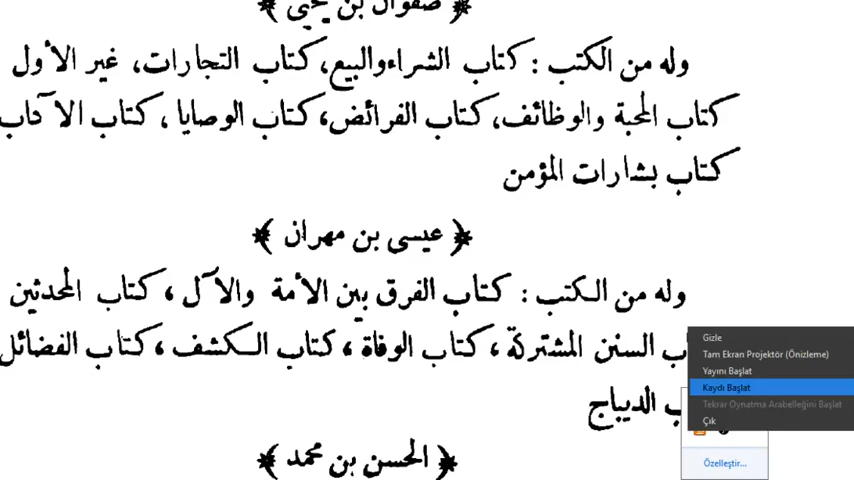 ﴿ صفوان بن يحيى ﴾
وله من الكتب : كتاب الشراء والبيع، كتاب التجارات، غير الأول
كتاب المحبة والوظائف، كتاب الفرائض، كتاب الوصايا ، كتاب الآداب
كتاب بشارات المؤمن
﴿ عيسى بن مهران ﴾
وله من الكتب : كتاب الفرق بين الأمة والآل ، كتاب المحدثين
السنن المشتركة ، كتاب الوفاة ، كتاب الكشف ، كتاب الفضائل
الديباج
﴿ الحسن بن محمد ﴾
Gizle
Tam Ekran Projektör (Önizleme)
Yayını Başlat
Kaydı Başlat
Tekrar Oynatma Arabelleğini Başlat
Çık
Özelleştir...